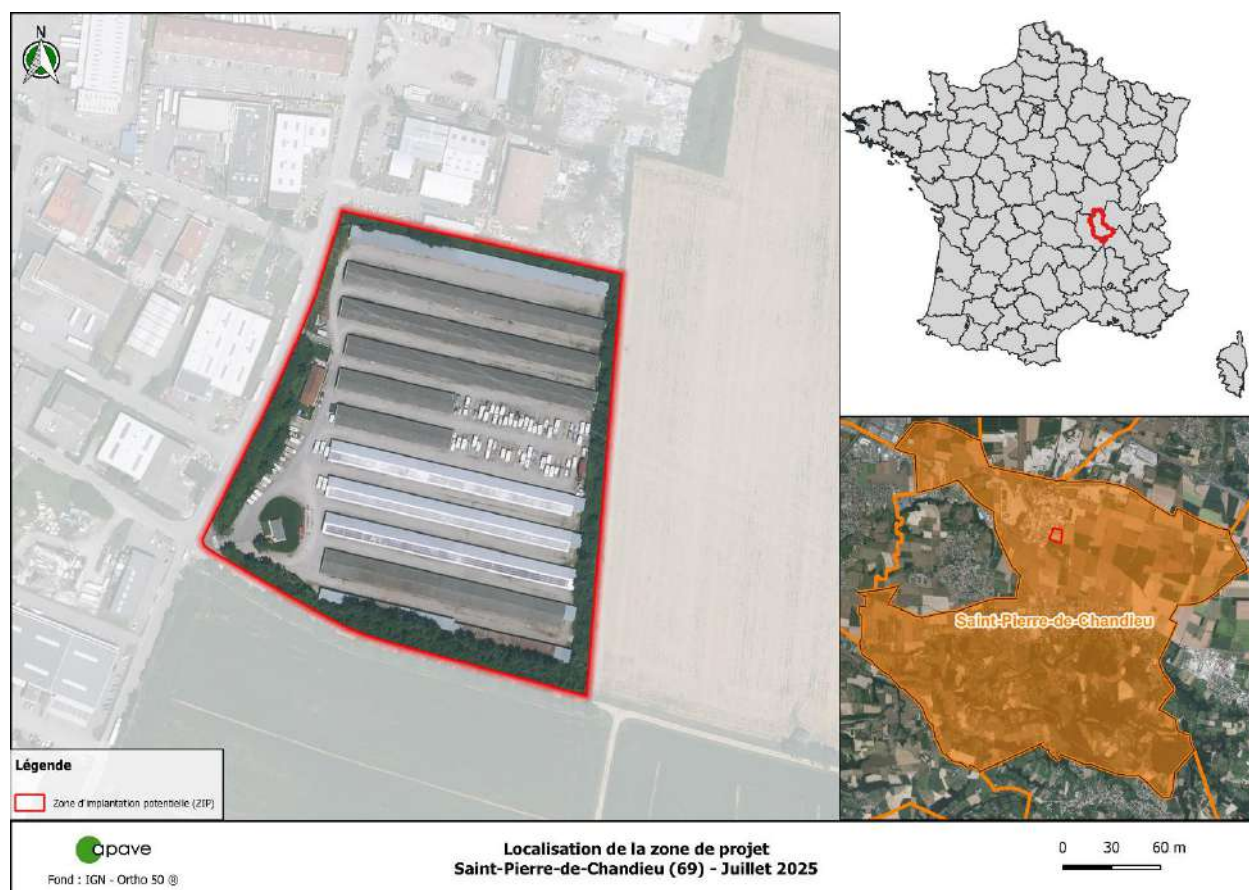 N
Saint-Pierre-de-Chandieu
Légende
Zone d'implantation potentielle (ZIP)
apave
Fond : IGN - Ortho 50 ®
Localisation de la zone de projet
Saint-Pierre-de-Chandieu (69) - Juillet 2025
0 30 60 m